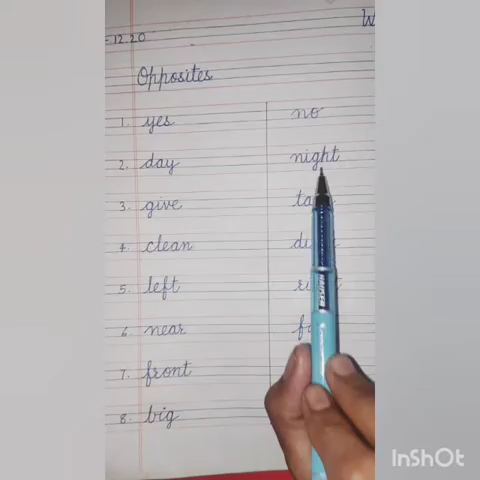 -12.20
W
Opposites
1. yes no
2. day night
3. give
4. clean
5. left
6. near
7. front
8. big
HAUSER
InShOt